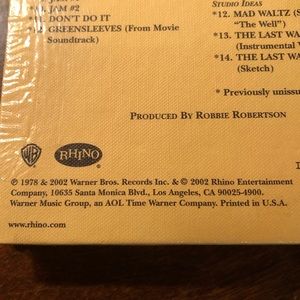 JAM #2
11. DON'T DO IT
GREENSLEEVES (From Movie
Soundtrack)
STUDIO IDEAS
*12. MAD WALTZ (S
"The Well")
*13. THE LAST WA
(Instrumental
*14. THE LAST WA
(Sketch)
* Previously unissu
PRODUCED BY ROBBIE ROBERTSON
WB
RHINO
℗ 1978 & 2002 Warner Bros. Records Inc. & © 2002 Rhino Entertainment
Company, 10635 Santa Monica Blvd., Los Angeles, CA 90025-4900.
Warner Music Group, an AOL Time Warner Company. Printed in U.S.A.
www.rhino.com